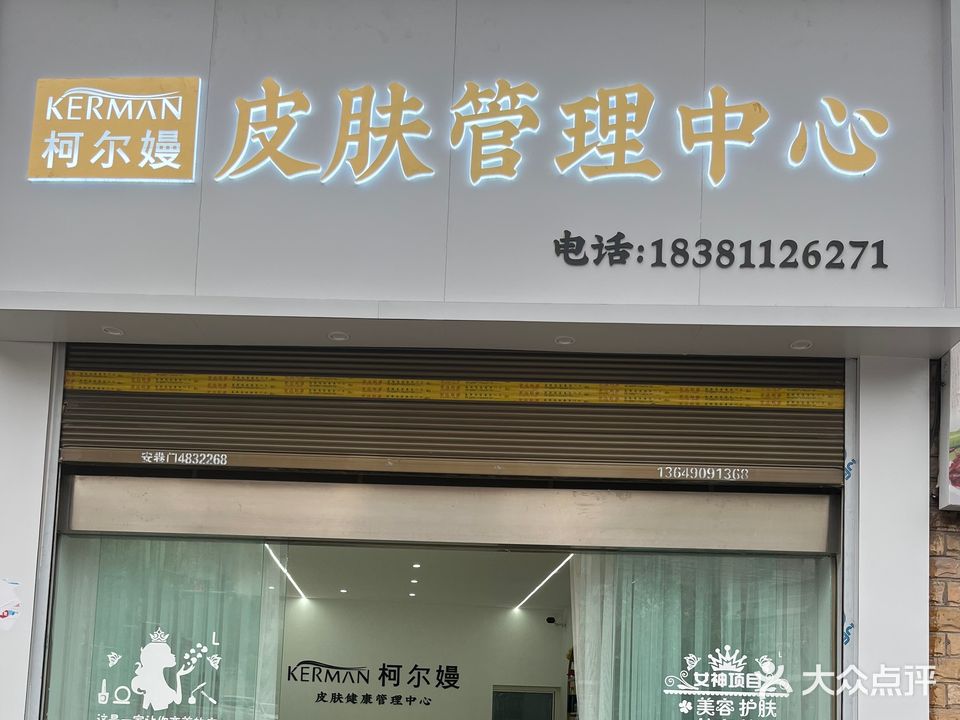 KERMAN
柯尔嫚
皮肤管理中心
电话:18381126271
安卷门4832268
13649091368
KERMAN 柯尔嫚
皮肤健康管理中心
女神项目
美容 护肤
大众点评